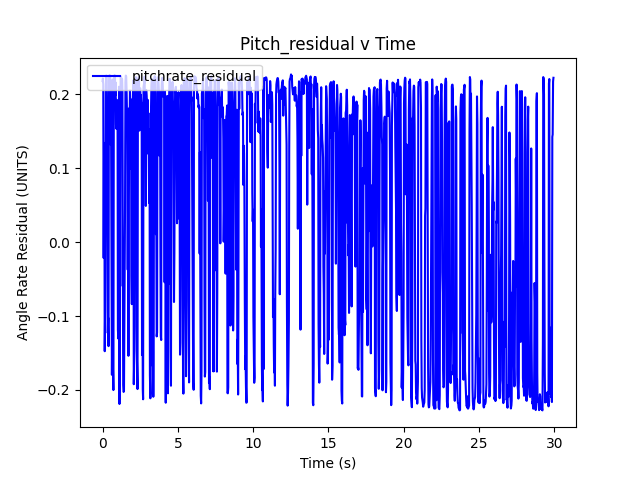 Pitch_residual v Time
pitchrate_residual
Angle Rate Residual (UNITS)
0.2
0.1
0.0
−0.1
−0.2
0 5 10 15 20 25 30
Time (s)